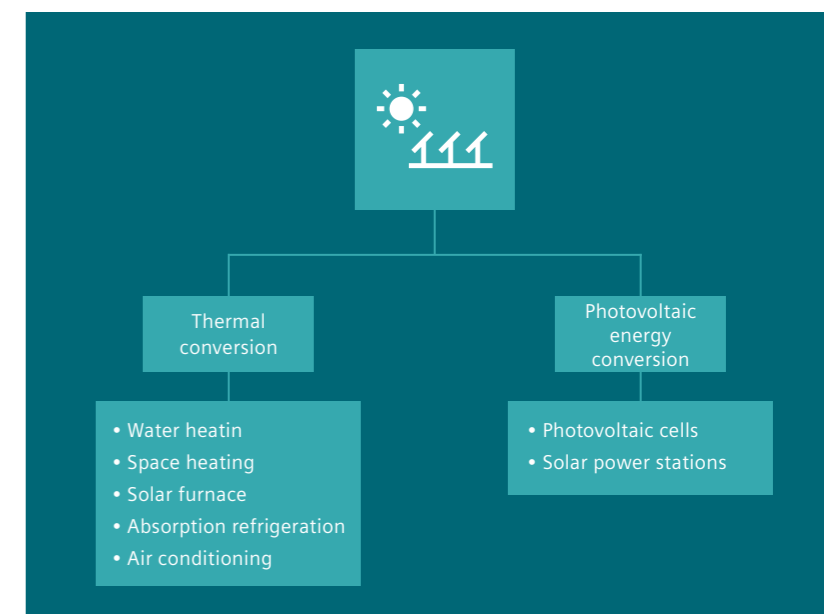 Thermal
conversion
Photovoltaic
energy
conversion
• Water heatin
• Space heating
• Solar furnace
• Absorption refrigeration
• Air conditioning
• Photovoltaic cells
• Solar power stations